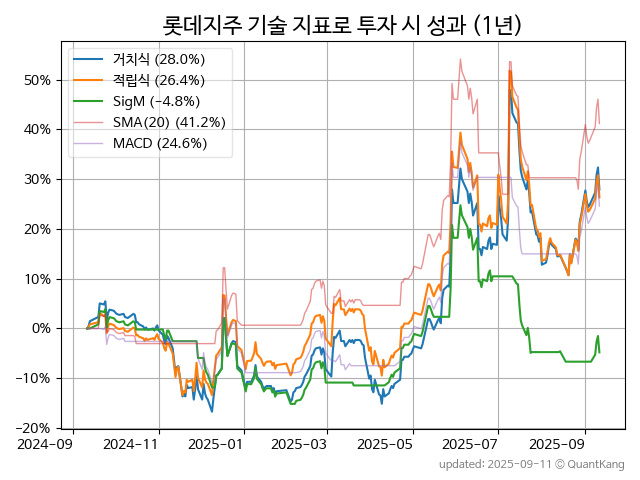 롯데지주 기술 지표로 투자 시 성과 (1년)
거치식 (28.0%)
적립식 (26.4%)
SigM (-4.8%)
SMA(20) (41.2%)
MACD (24.6%)
50%
40%
30%
20%
10%
0%
−10%
−20%
2024-09 2024-11 2025-01 2025-03 2025-05 2025-07 2025-09
updated: 2025-09-11 © QuantKang